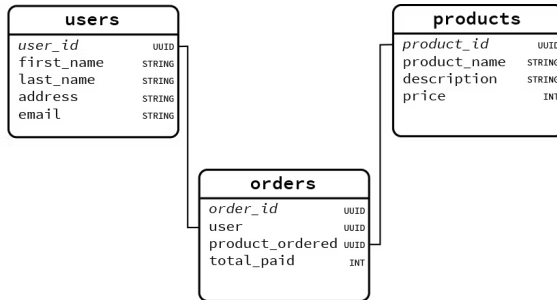 users
user_id UUID
first_name STRING
last_name STRING
address STRING
email STRING
products
product_id UUID
product_name STRING
description STRING
price INT
orders
order_id UUID
user UUID
product_ordered UUID
total_paid INT